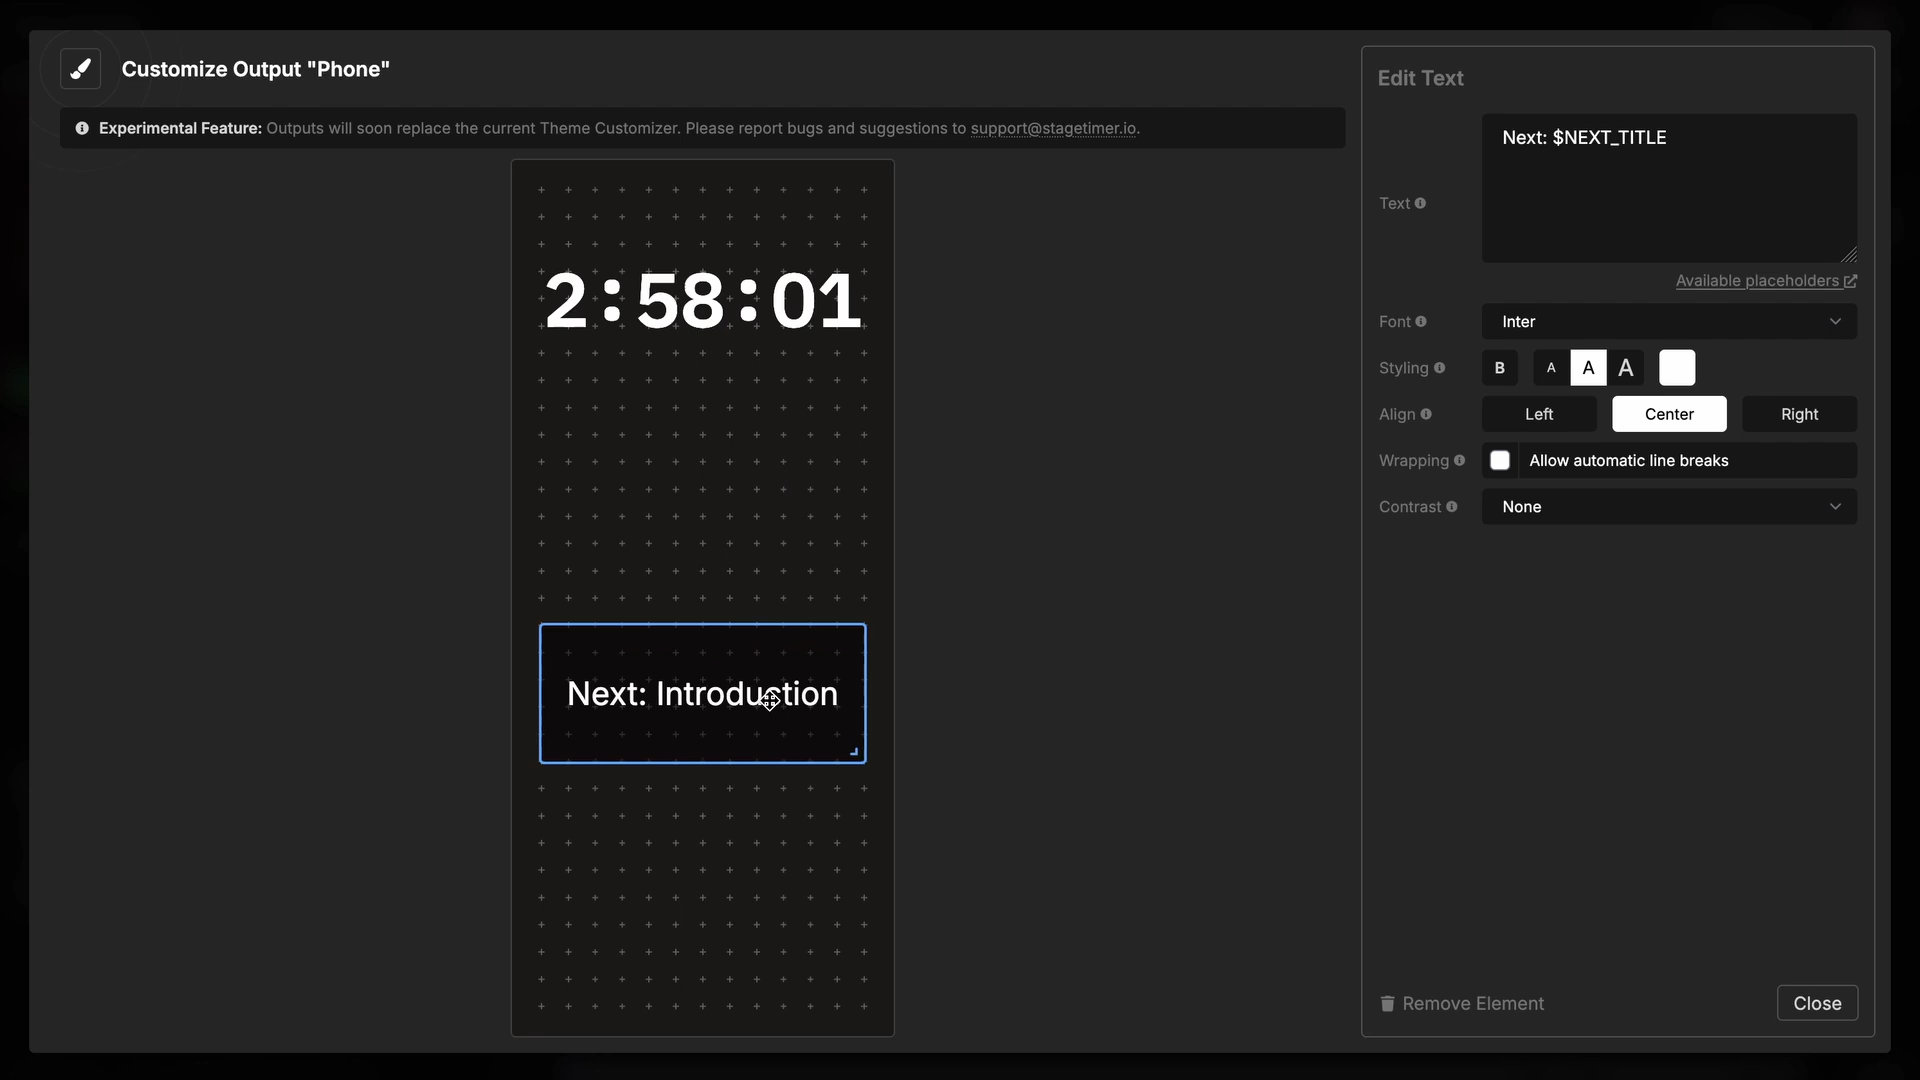 Customize Output "Phone"
Experimental Feature: Outputs will soon replace the current Theme Customizer. Please report bugs and suggestions to support@stagetimer.io.
2:58:01
Next: Introduction
Edit Text
Text
Next: $NEXT_TITLE
Available placeholders
Font
Inter
Styling
B A A A
Align
Left Center Right
Wrapping
Allow automatic line breaks
Contrast
None
Remove Element
Close